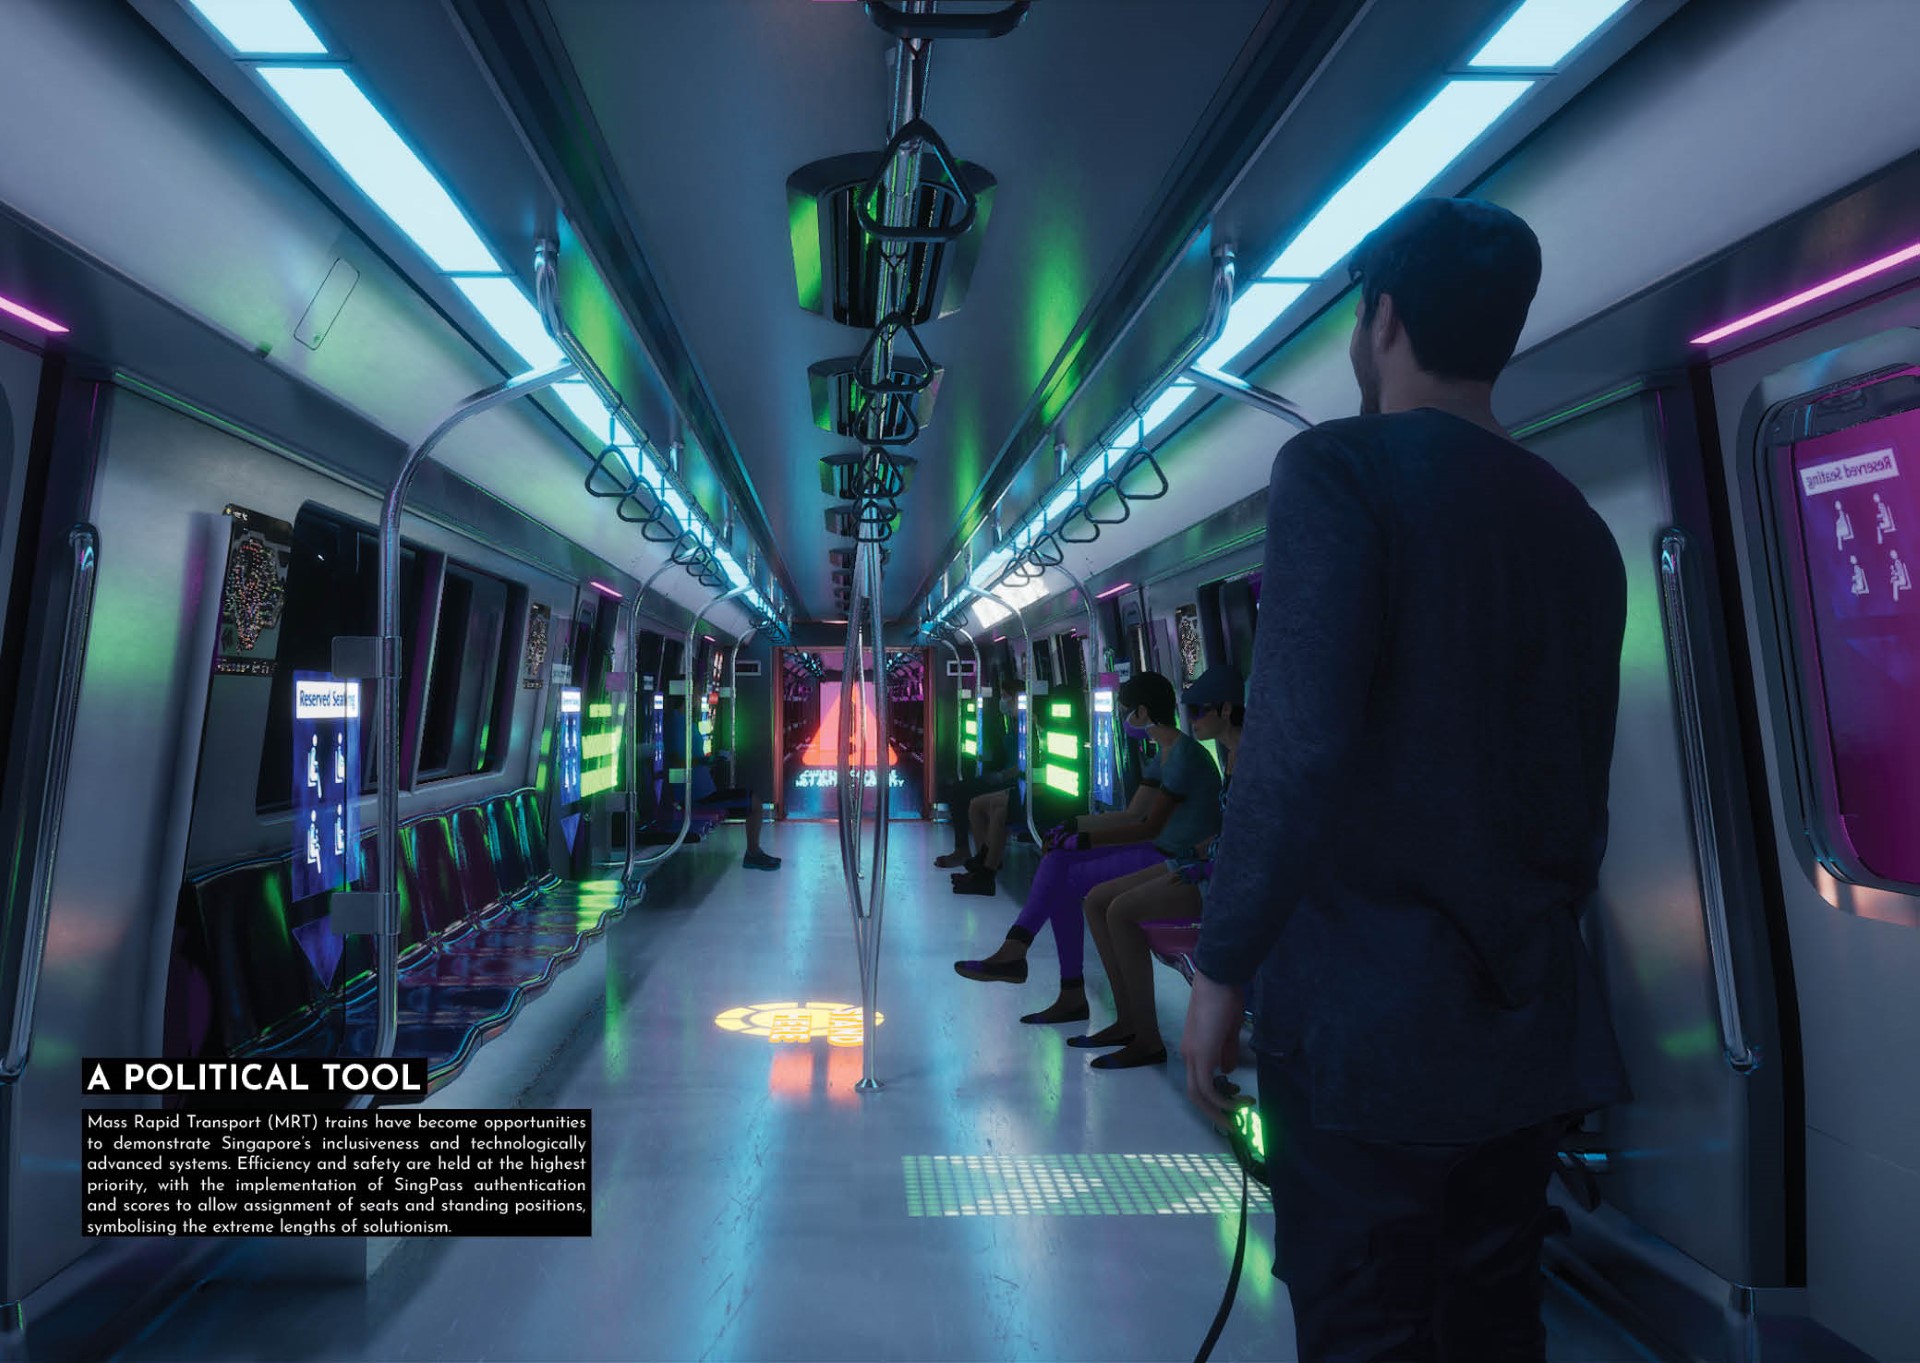 Reserved Seating
A POLITICAL TOOL
Mass Rapid Transport (MRT) trains have become opportunities
to demonstrate Singapore's inclusiveness and technologically
advanced systems. Efficiency and safety are held at the highest
priority, with the implementation of SingPass authentication
and scores to allow assignment of seats and standing positions,
symbolising the extreme lengths of solutionism.
Reserved Seating
STAND
HERE